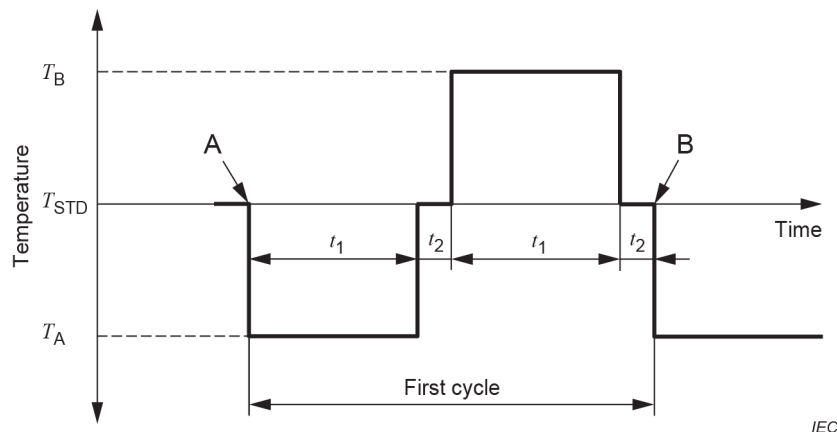 Temperature
T_B
A
B
T_STD
Time
t_1
t_2
t_1
t_2
T_A
First cycle
IEC